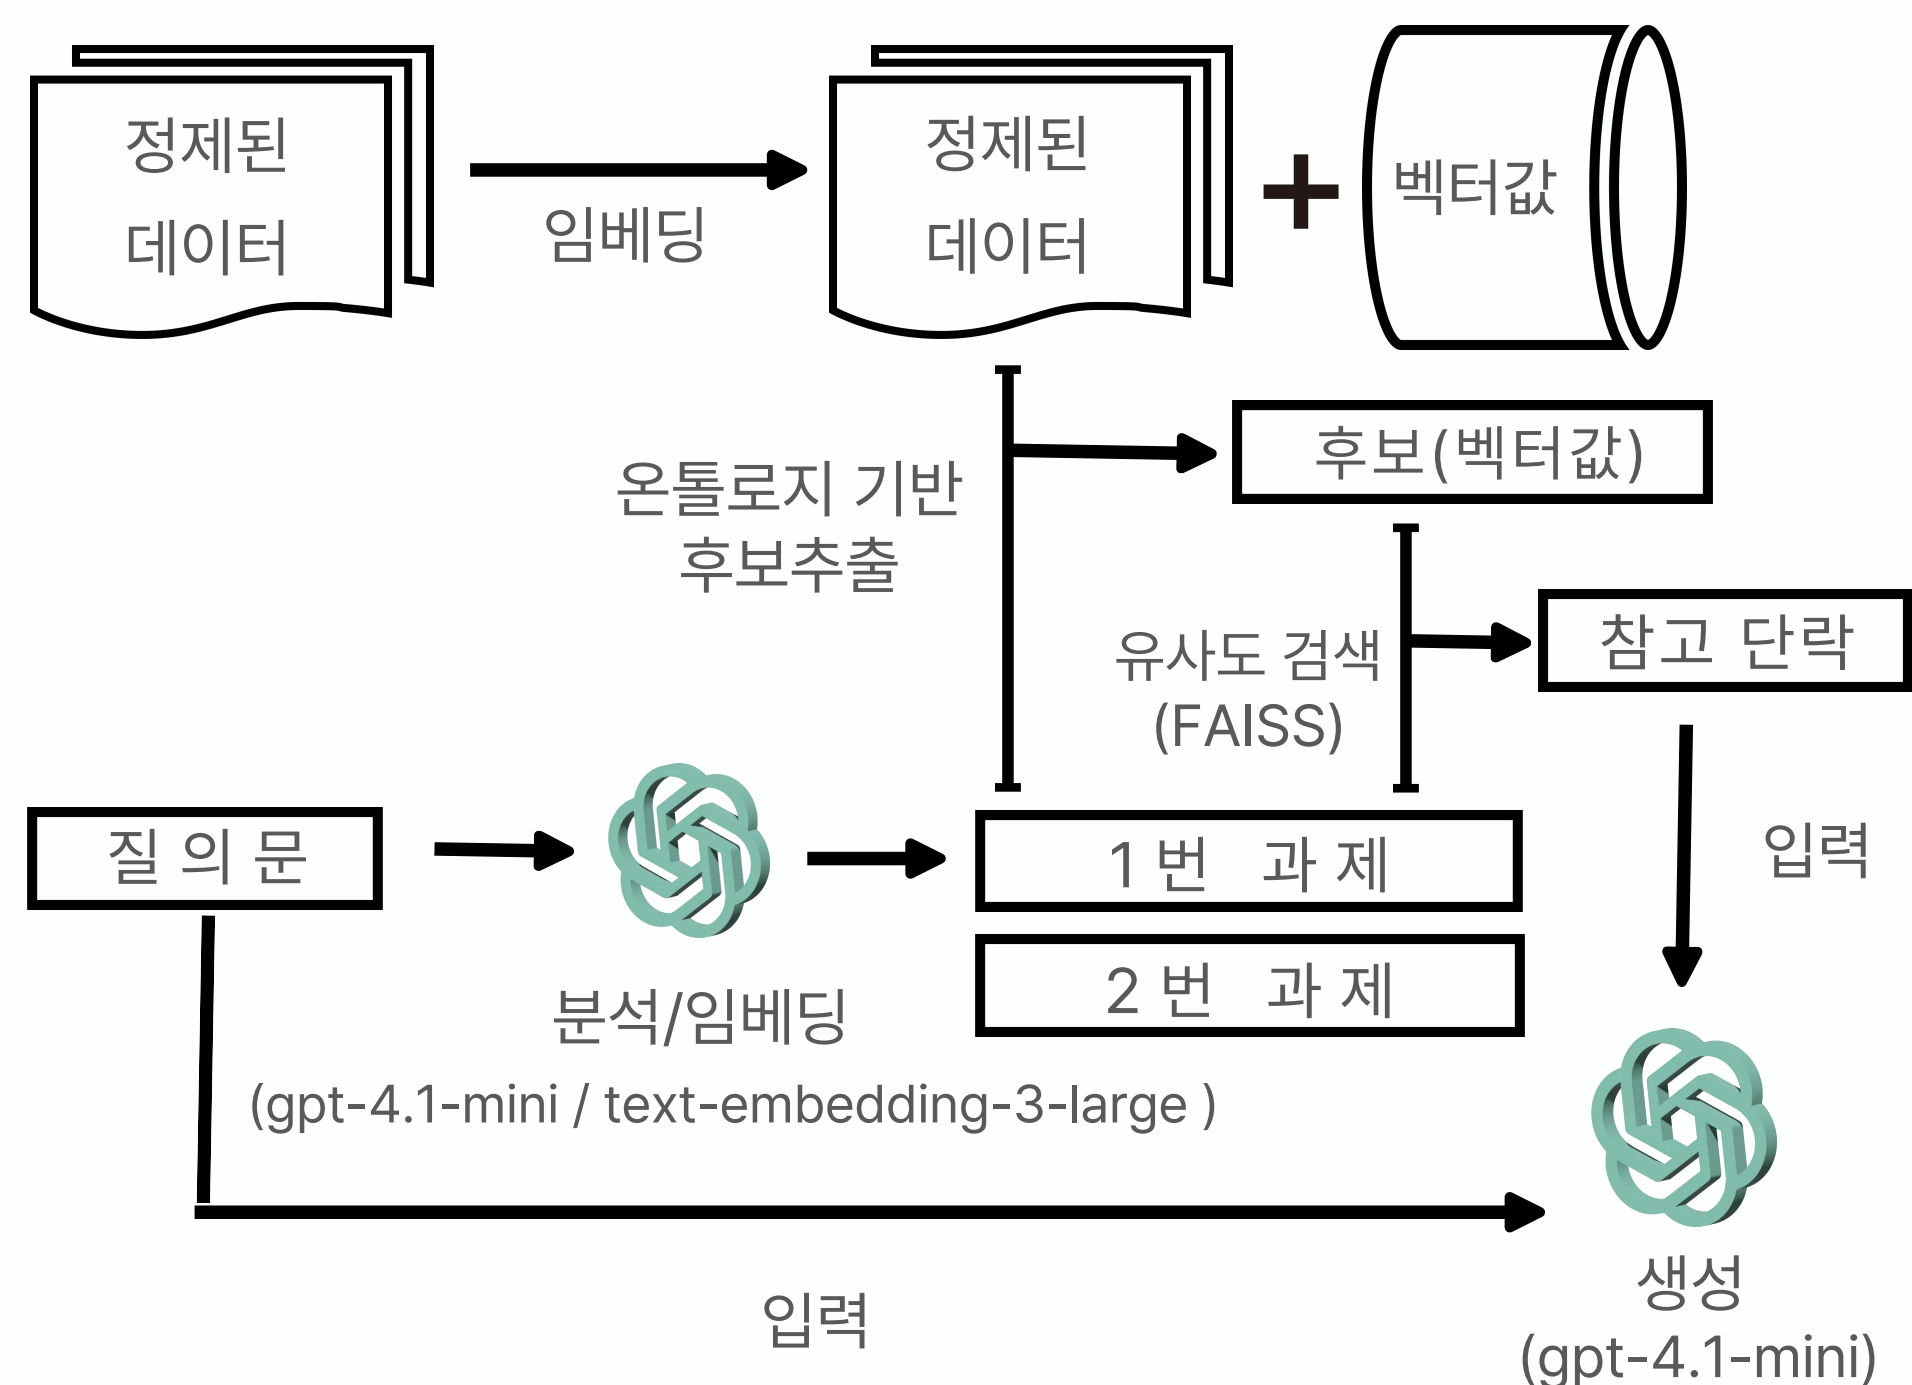 정제된
데이터
임베딩
정제된
데이터
벡터값
후보(벡터값)
온톨로지 기반
후보추출
참고 단락
유사도 검색
(FAISS)
질의문
1번 과제
입력
2번 과제
분석/임베딩
(gpt-4.1-mini / text-embedding-3-large )
생성
입력
(gpt-4.1-mini)